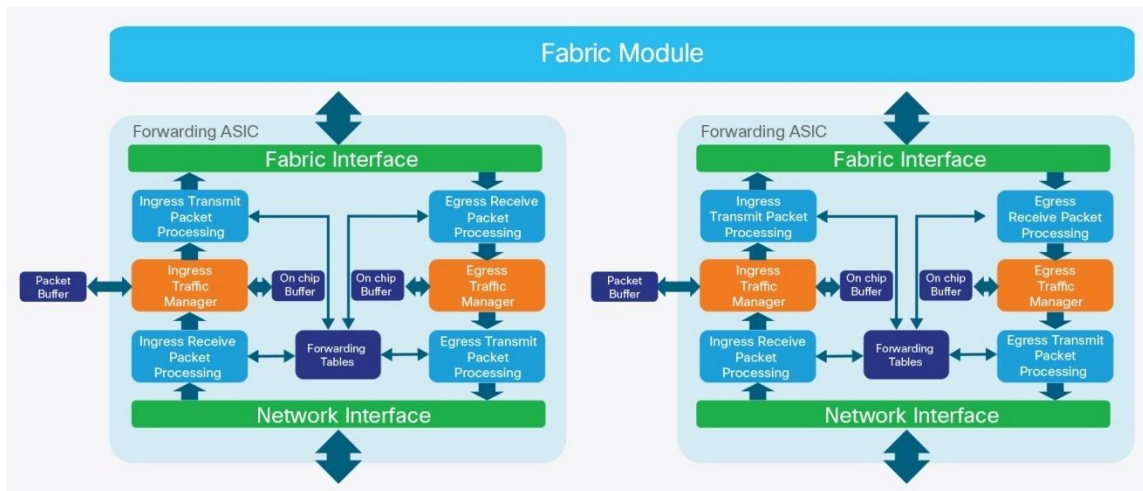 Fabric Module
Forwarding ASIC
Fabric Interface
Ingress Transmit
Packet
Processing
Egress Receive
Packet
Processing
Packet
Buffer
Ingress
Traffic
Manager
On chip
Buffer
On chip
Buffer
Egress
Traffic
Manager
Ingress Receive
Packet
Processing
Forwarding
Tables
Egress Transmit
Packet
Processing
Network Interface
Forwarding ASIC
Fabric Interface
Ingress
Transmit Packet
Processing
Egress
Receive Packet
Processing
Packet
Buffer
Ingress
Traffic
Manager
On chip
Buffer
On chip
Buffer
Egress
Traffic
Manager
Ingress Receive
Packet
Processing
Forwarding
Tables
Egress Transmit
Packet
Processing
Network Interface